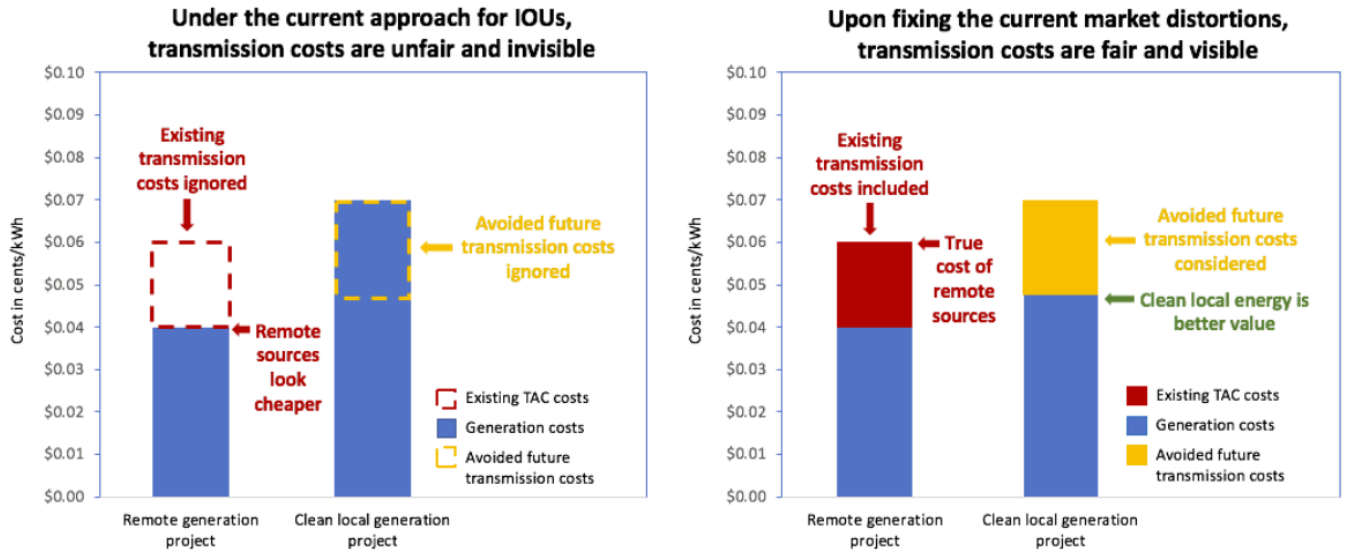 Under the current approach for IOUs,
transmission costs are unfair and invisible
$0.10
$0.09
$0.08
$0.07
$0.06
$0.05
$0.04
$0.03
$0.02
$0.01
$0.00
Cost in cents/kWh
Existing
transmission
costs ignored
Avoided future
transmission costs
ignored
Remote
sources
look
cheaper
Existing TAC costs
Generation costs
Avoided future
transmission costs
Remote generation
project
Clean local generation
project
Upon fixing the current market distortions,
transmission costs are fair and visible
$0.10
$0.09
$0.08
$0.07
$0.06
$0.05
$0.04
$0.03
$0.02
$0.01
$0.00
Cost in cents/kWh
Existing
transmission
costs included
True
cost of
remote
sources
Avoided future
transmission costs
considered
Clean local energy is
better value
Existing TAC costs
Generation costs
Avoided future
transmission costs
Remote generation
project
Clean local generation
project